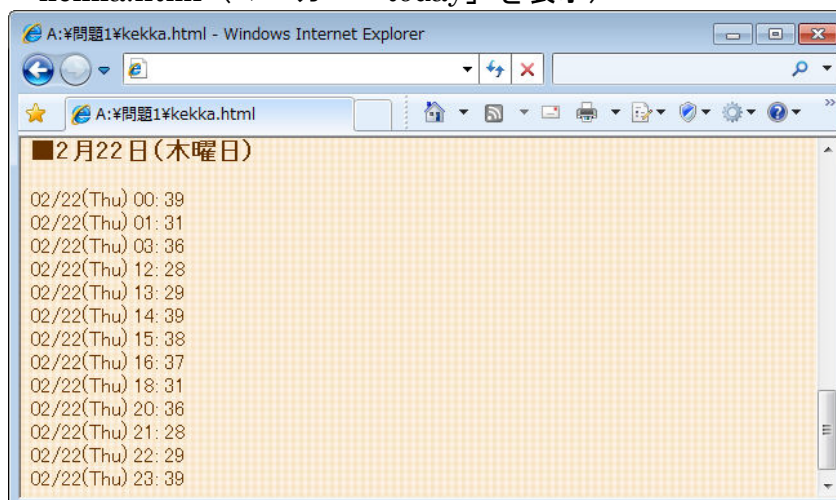 A:¥問題1¥kekka.html - Windows Internet Explorer
A:¥問題1¥kekka.html
■2月22日(木曜日)
02/22(Thu) 00: 39
02/22(Thu) 01: 31
02/22(Thu) 03: 36
02/22(Thu) 12: 28
02/22(Thu) 13: 29
02/22(Thu) 14: 39
02/22(Thu) 15: 38
02/22(Thu) 16: 37
02/22(Thu) 18: 31
02/22(Thu) 20: 36
02/22(Thu) 21: 28
02/22(Thu) 22: 29
02/22(Thu) 23: 39